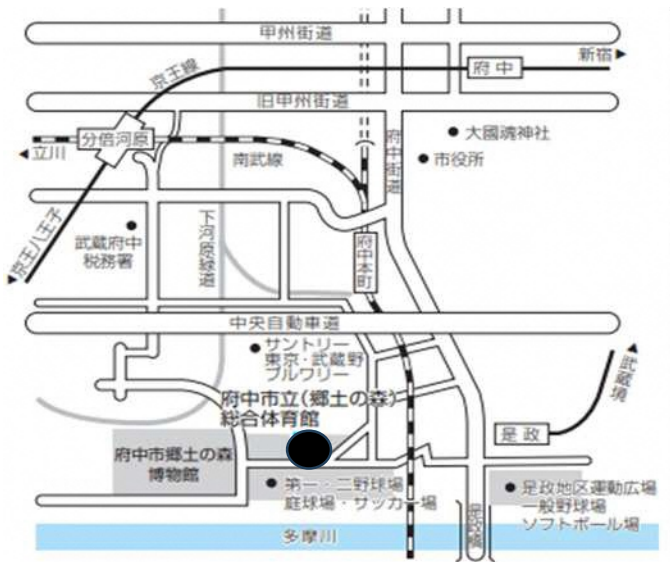 甲州街道
新宿▶
京王線
府中
旧甲州街道
分倍河原
◀立川
南武線
府中街道
大國魂神社
市役所
◀京王八王子
武蔵府中
税務署
下河原緑道
府中本町
中央自動車道
サントリー
東京・武蔵野
ブルワリー
武蔵境▶
府中市立(郷土の森)
総合体育館
是政
府中市郷土の森
博物館
第一・二野球場
庭球場・サッカー場
是政地区運動広場
一般野球場
ソフトボール場
是政橋
多摩川